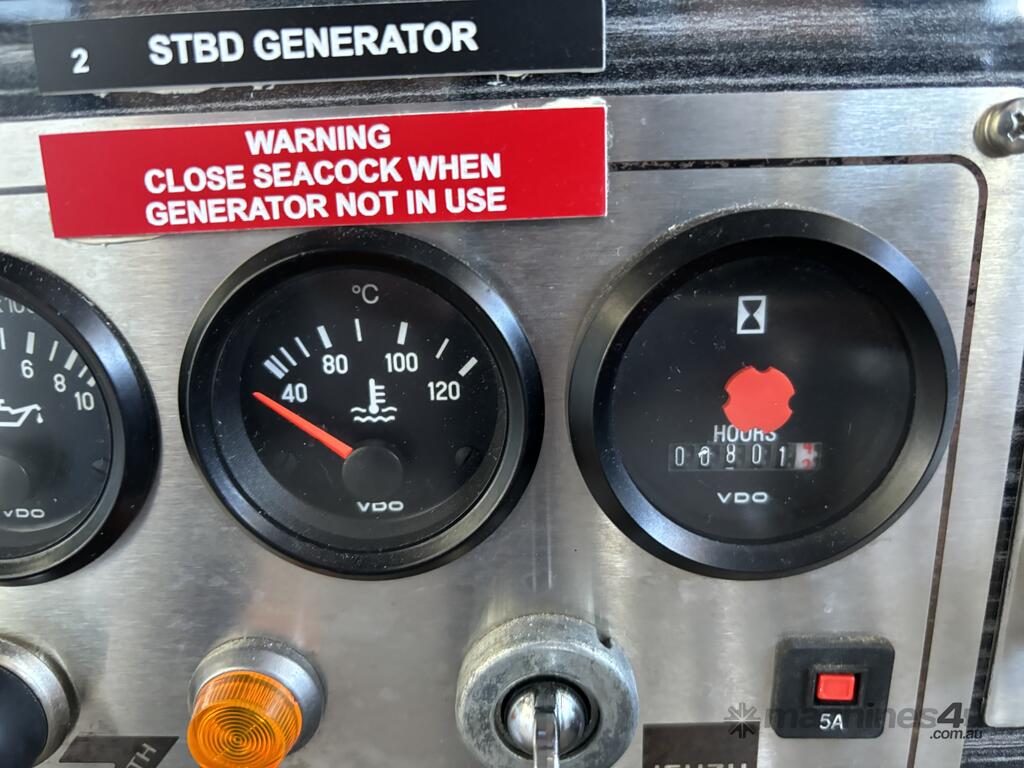 2 STBD GENERATOR
WARNING
CLOSE SEACOCK WHEN
GENERATOR NOT IN USE
6
8
10
VDO
°C
40 80 100 120
VDO
HOURS
VDO
5A
machines4u
.com.au